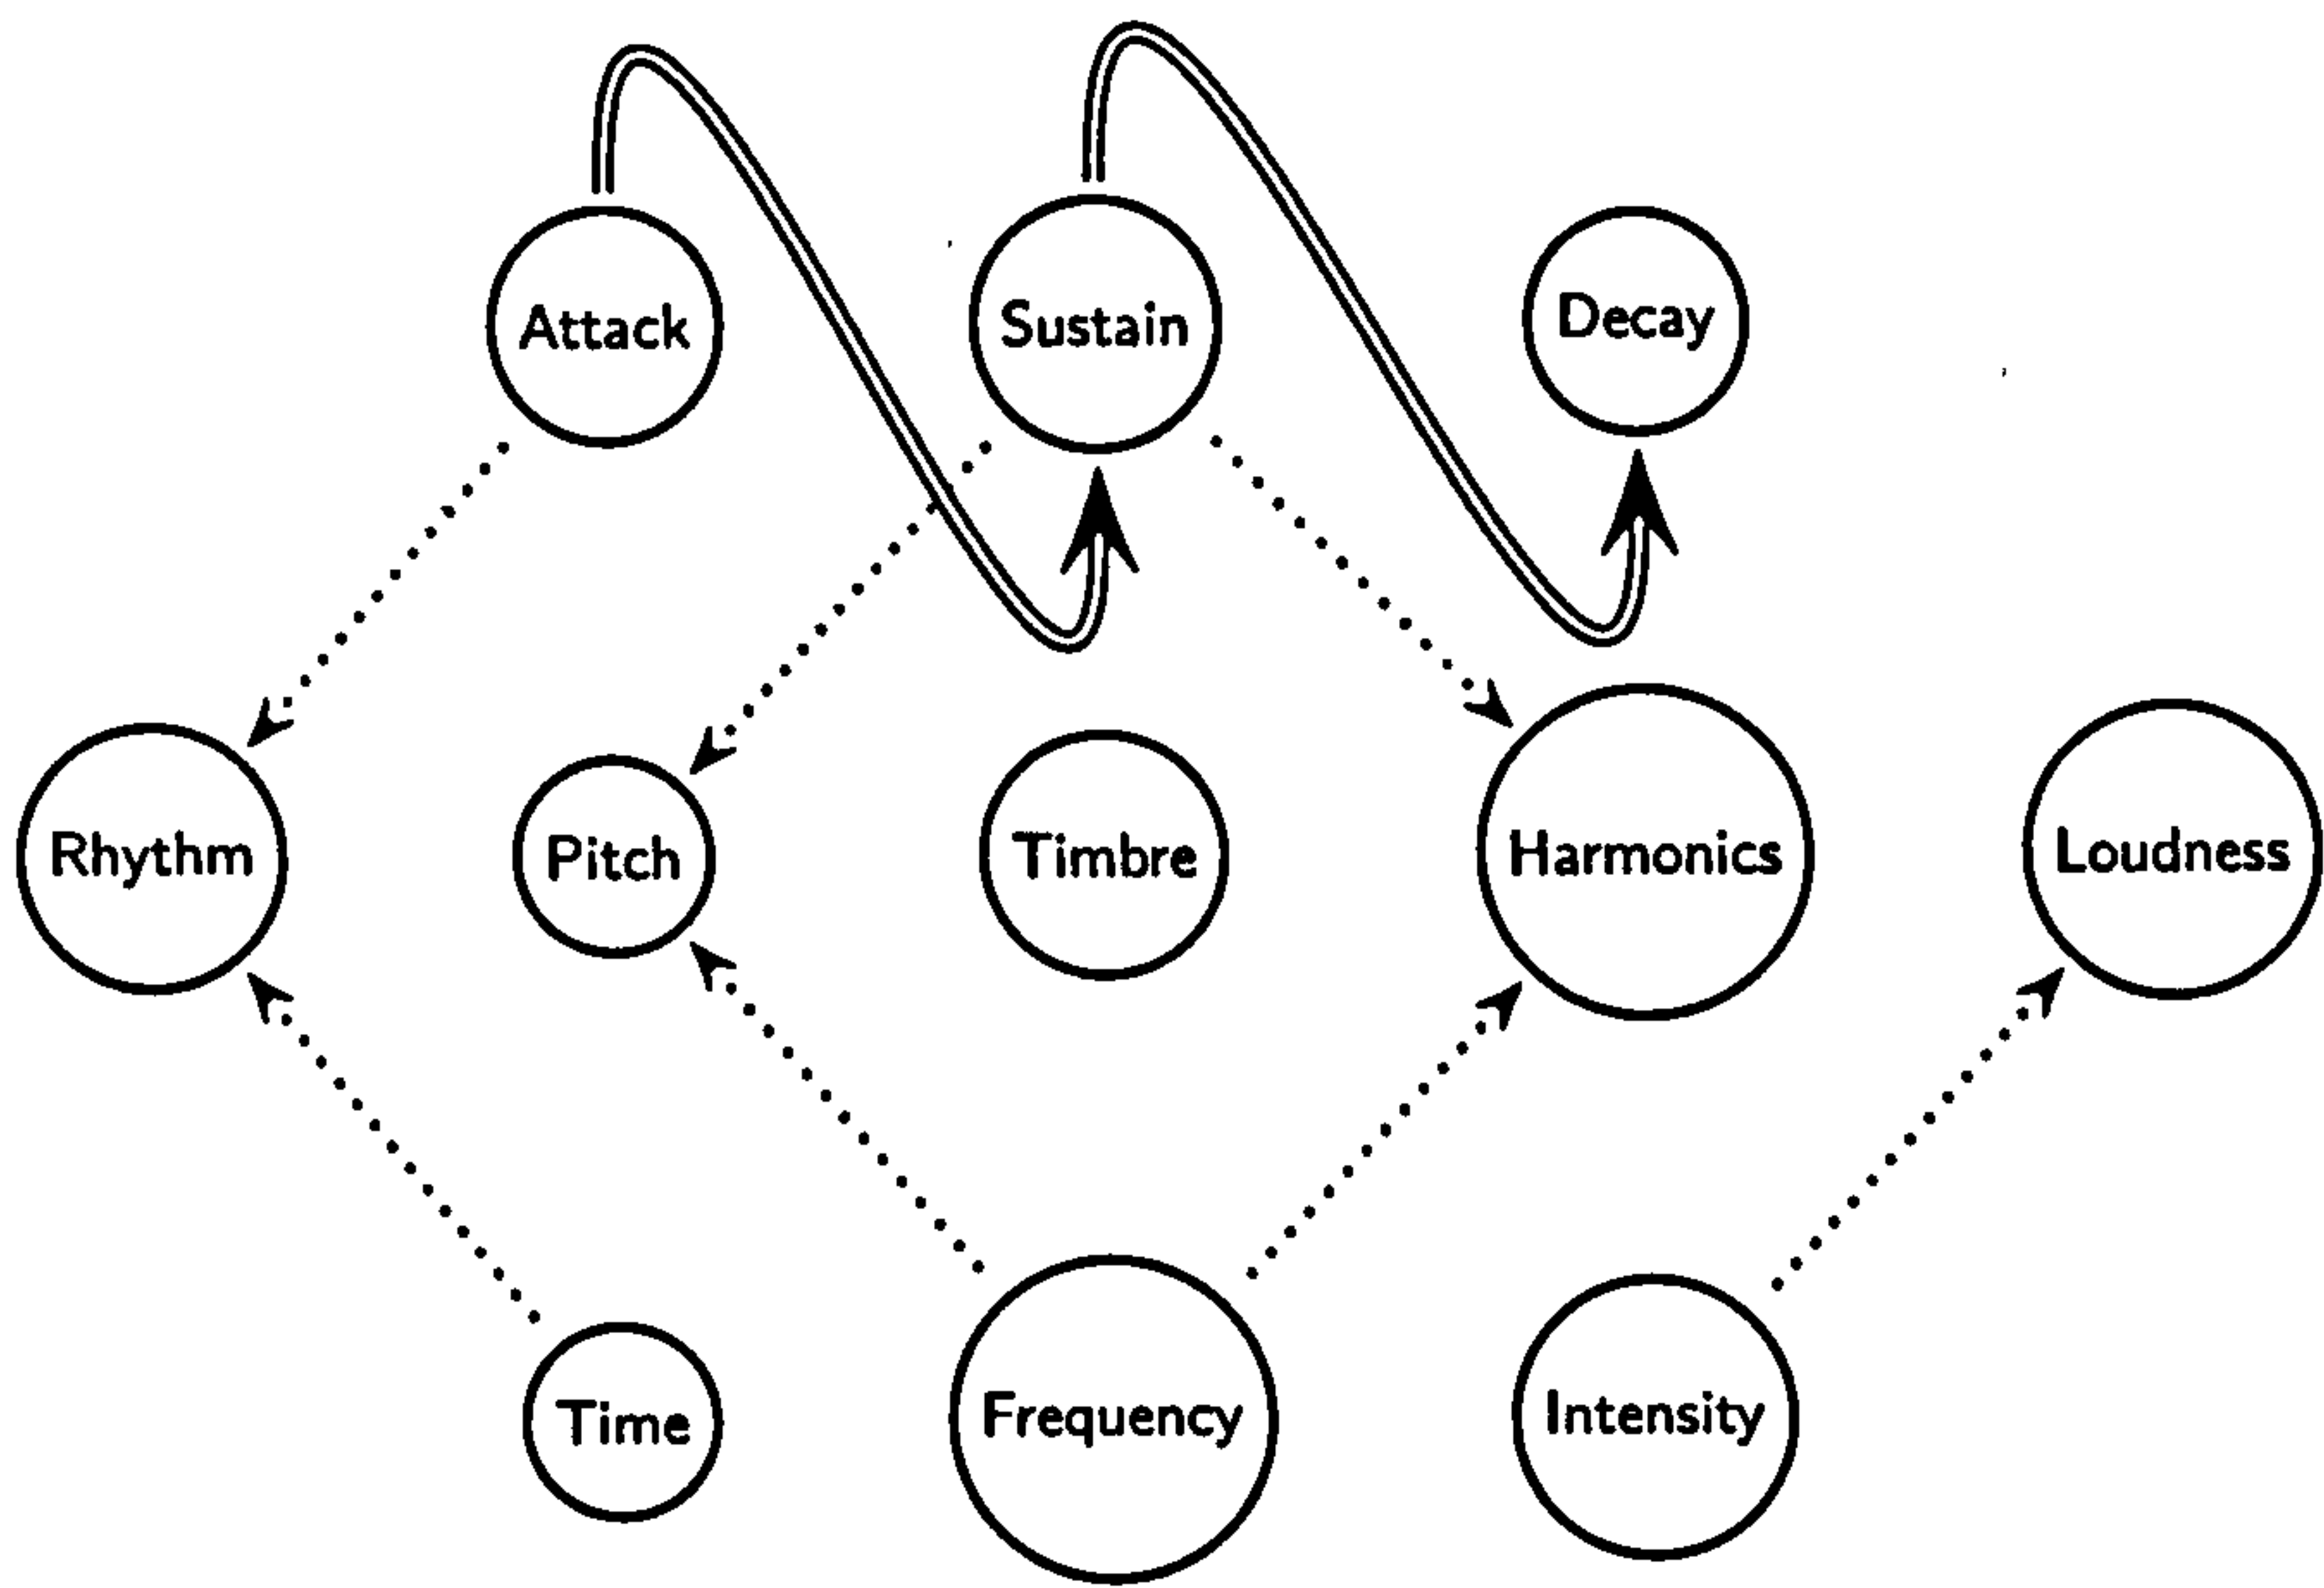 Attack
Sustain
Decay
Rhythm
Pitch
Timbre
Harmonics
Loudness
Time
Frequency
Intensity